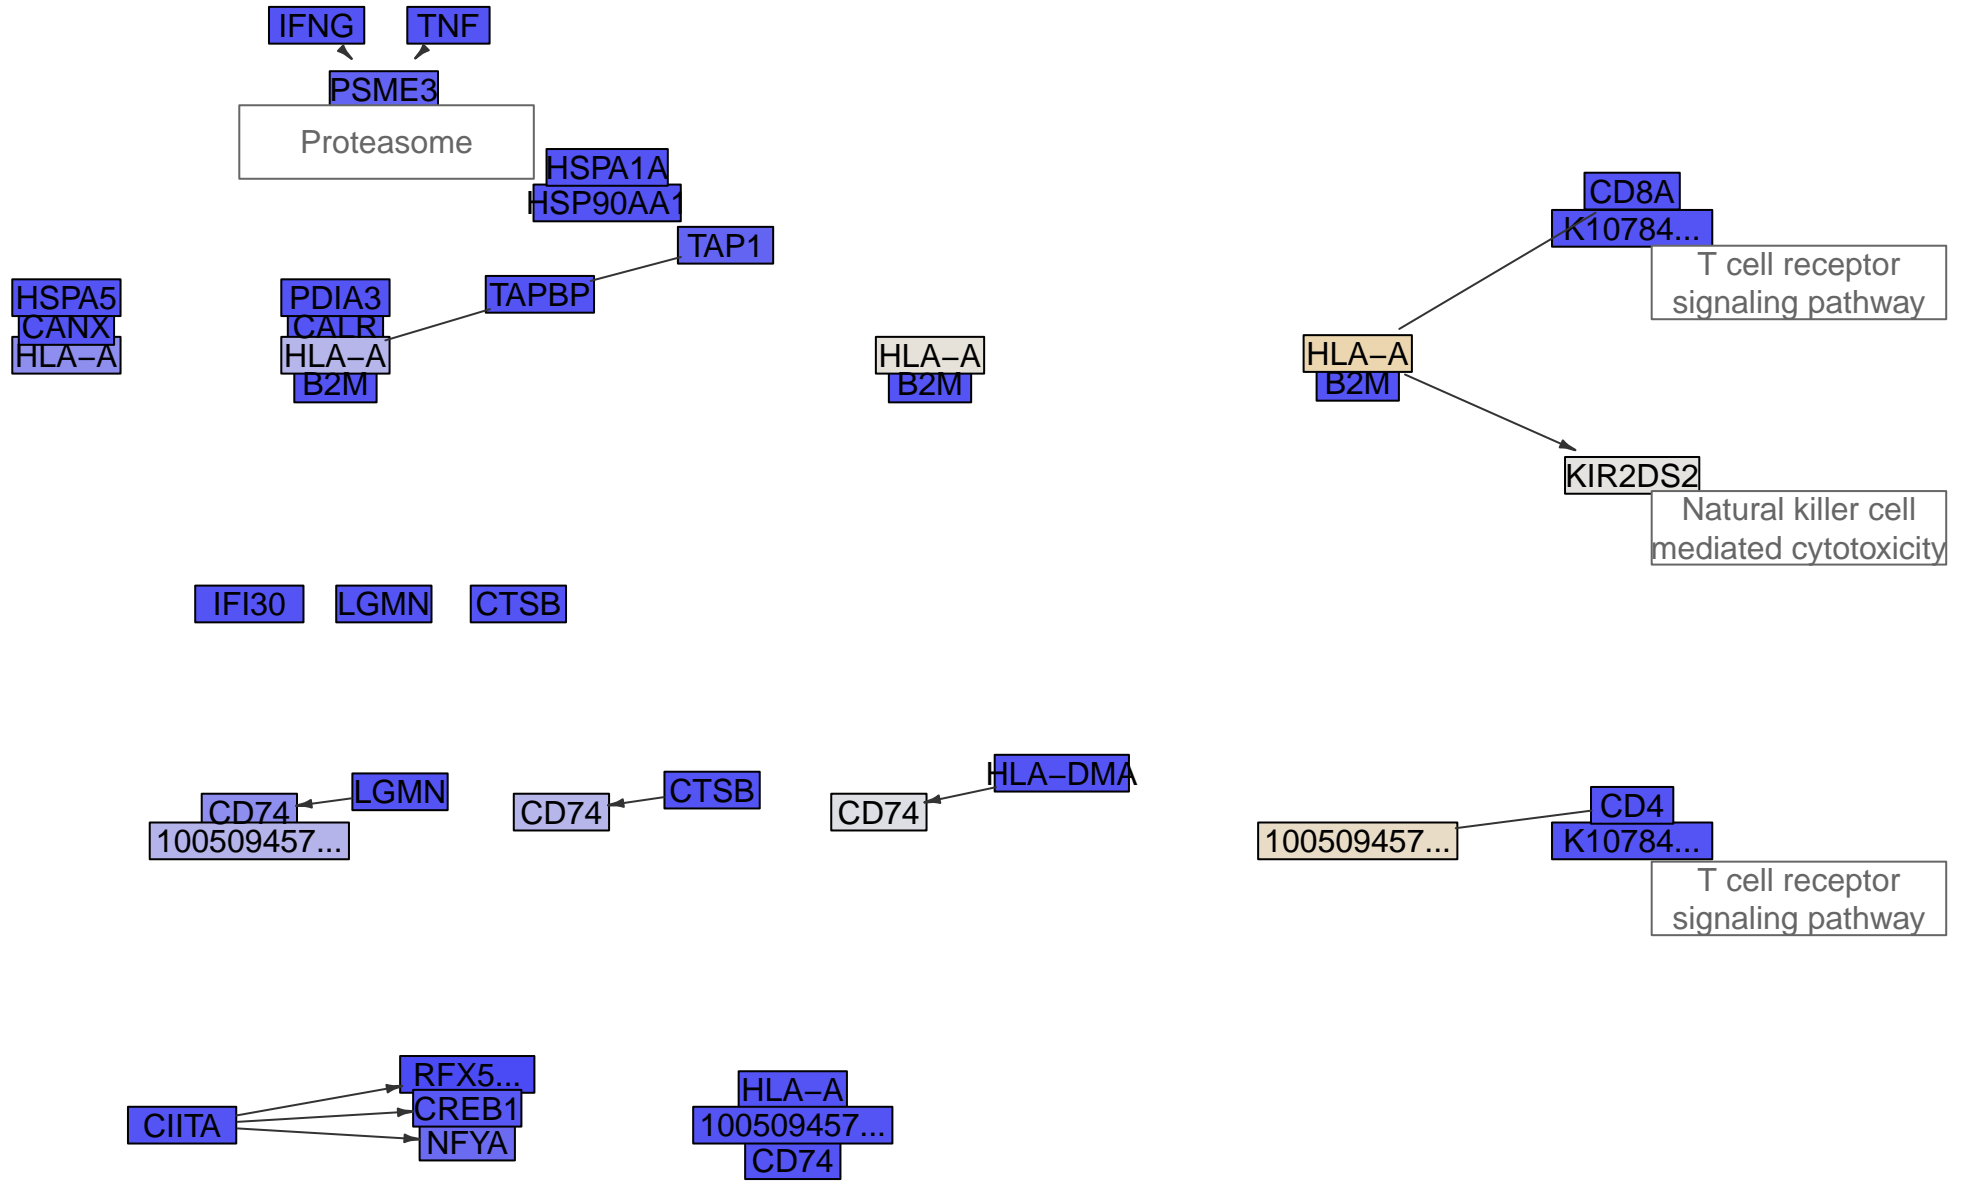 IFNG
TNF
PSME3
Proteasome
HSPA1A
HSP90AA1
CD8A
K10784...
TAP1
T cell receptor
signaling pathway
TAPBP
HSPA5
CANX
HLA−A
PDIA3
CALR
HLA−A
B2M
HLA−A
B2M
HLA−A
B2M
KIR2DS2
Natural killer cell
mediated cytotoxicity
IFI30
LGMN
CTSB
LGMN
CD74
100509457...
CTSB
CD74
HLA−DMA
CD74
CD4
100509457...
K10784...
T cell receptor
signaling pathway
RFX5...
CREB1
NFYA
CIITA
HLA−A
100509457...
CD74